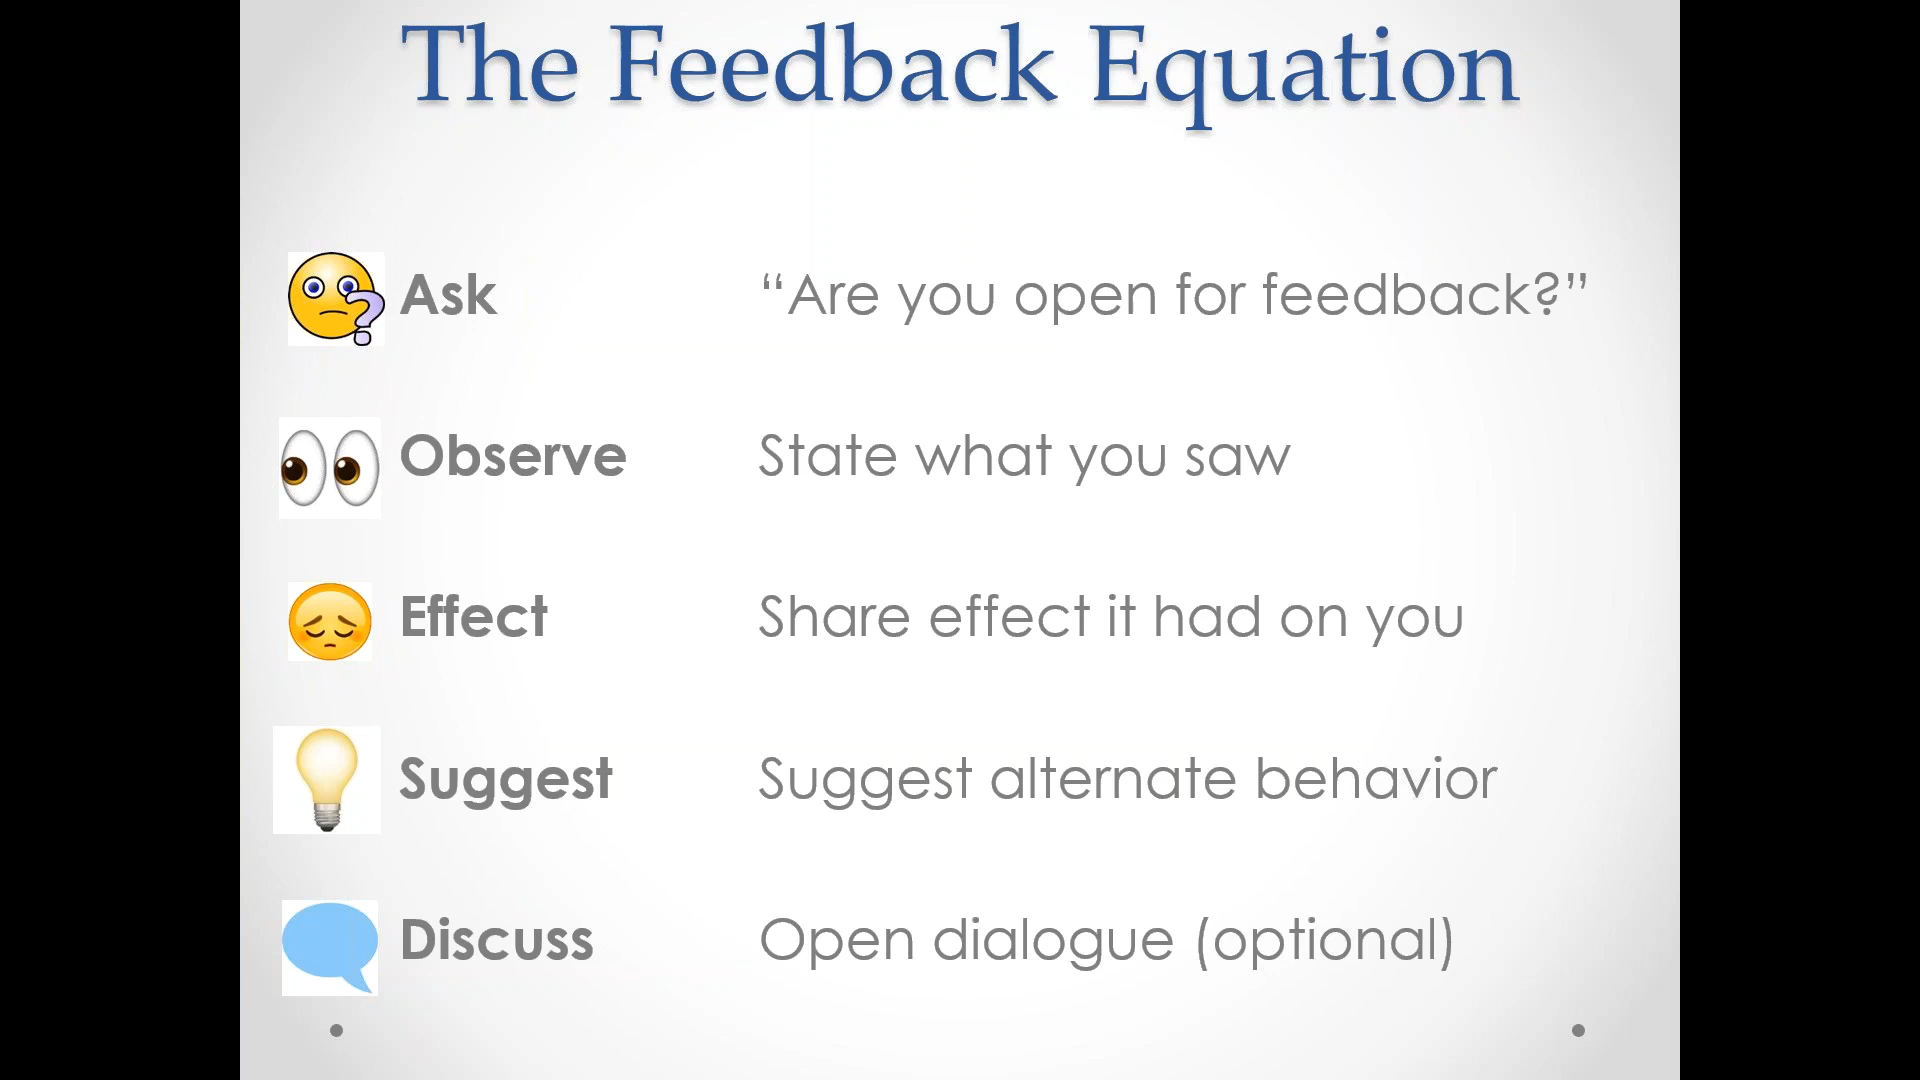 The Feedback Equation
Ask “Are you open for feedback?”
Observe State what you saw
Effect Share effect it had on you
Suggest Suggest alternate behavior
Discuss Open dialogue (optional)